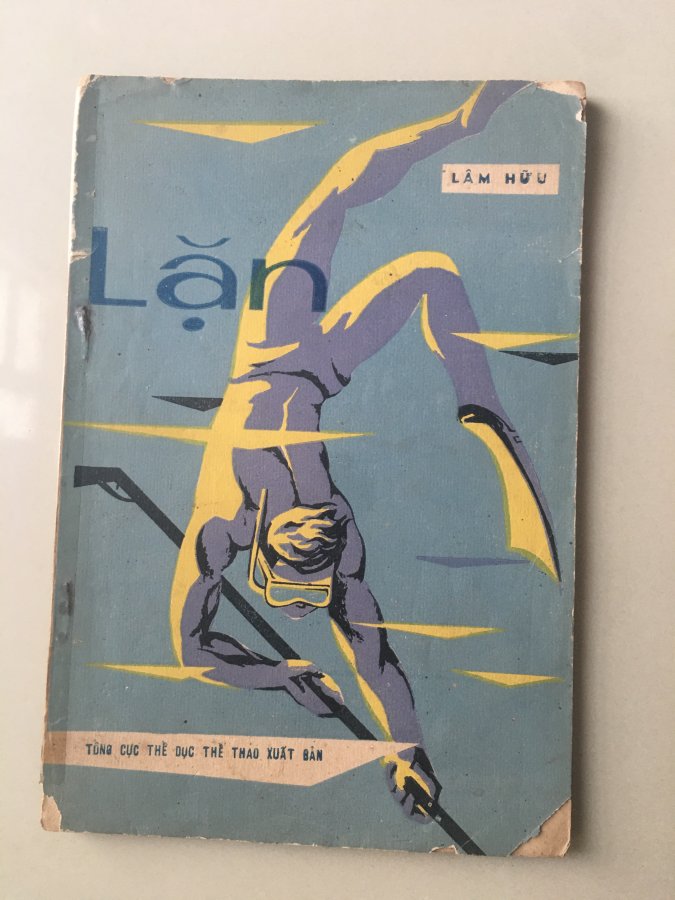 LÂM HỮU
Lặn
TỔNG CỤC THỂ DỤC THỂ THAO XUẤT BẢN